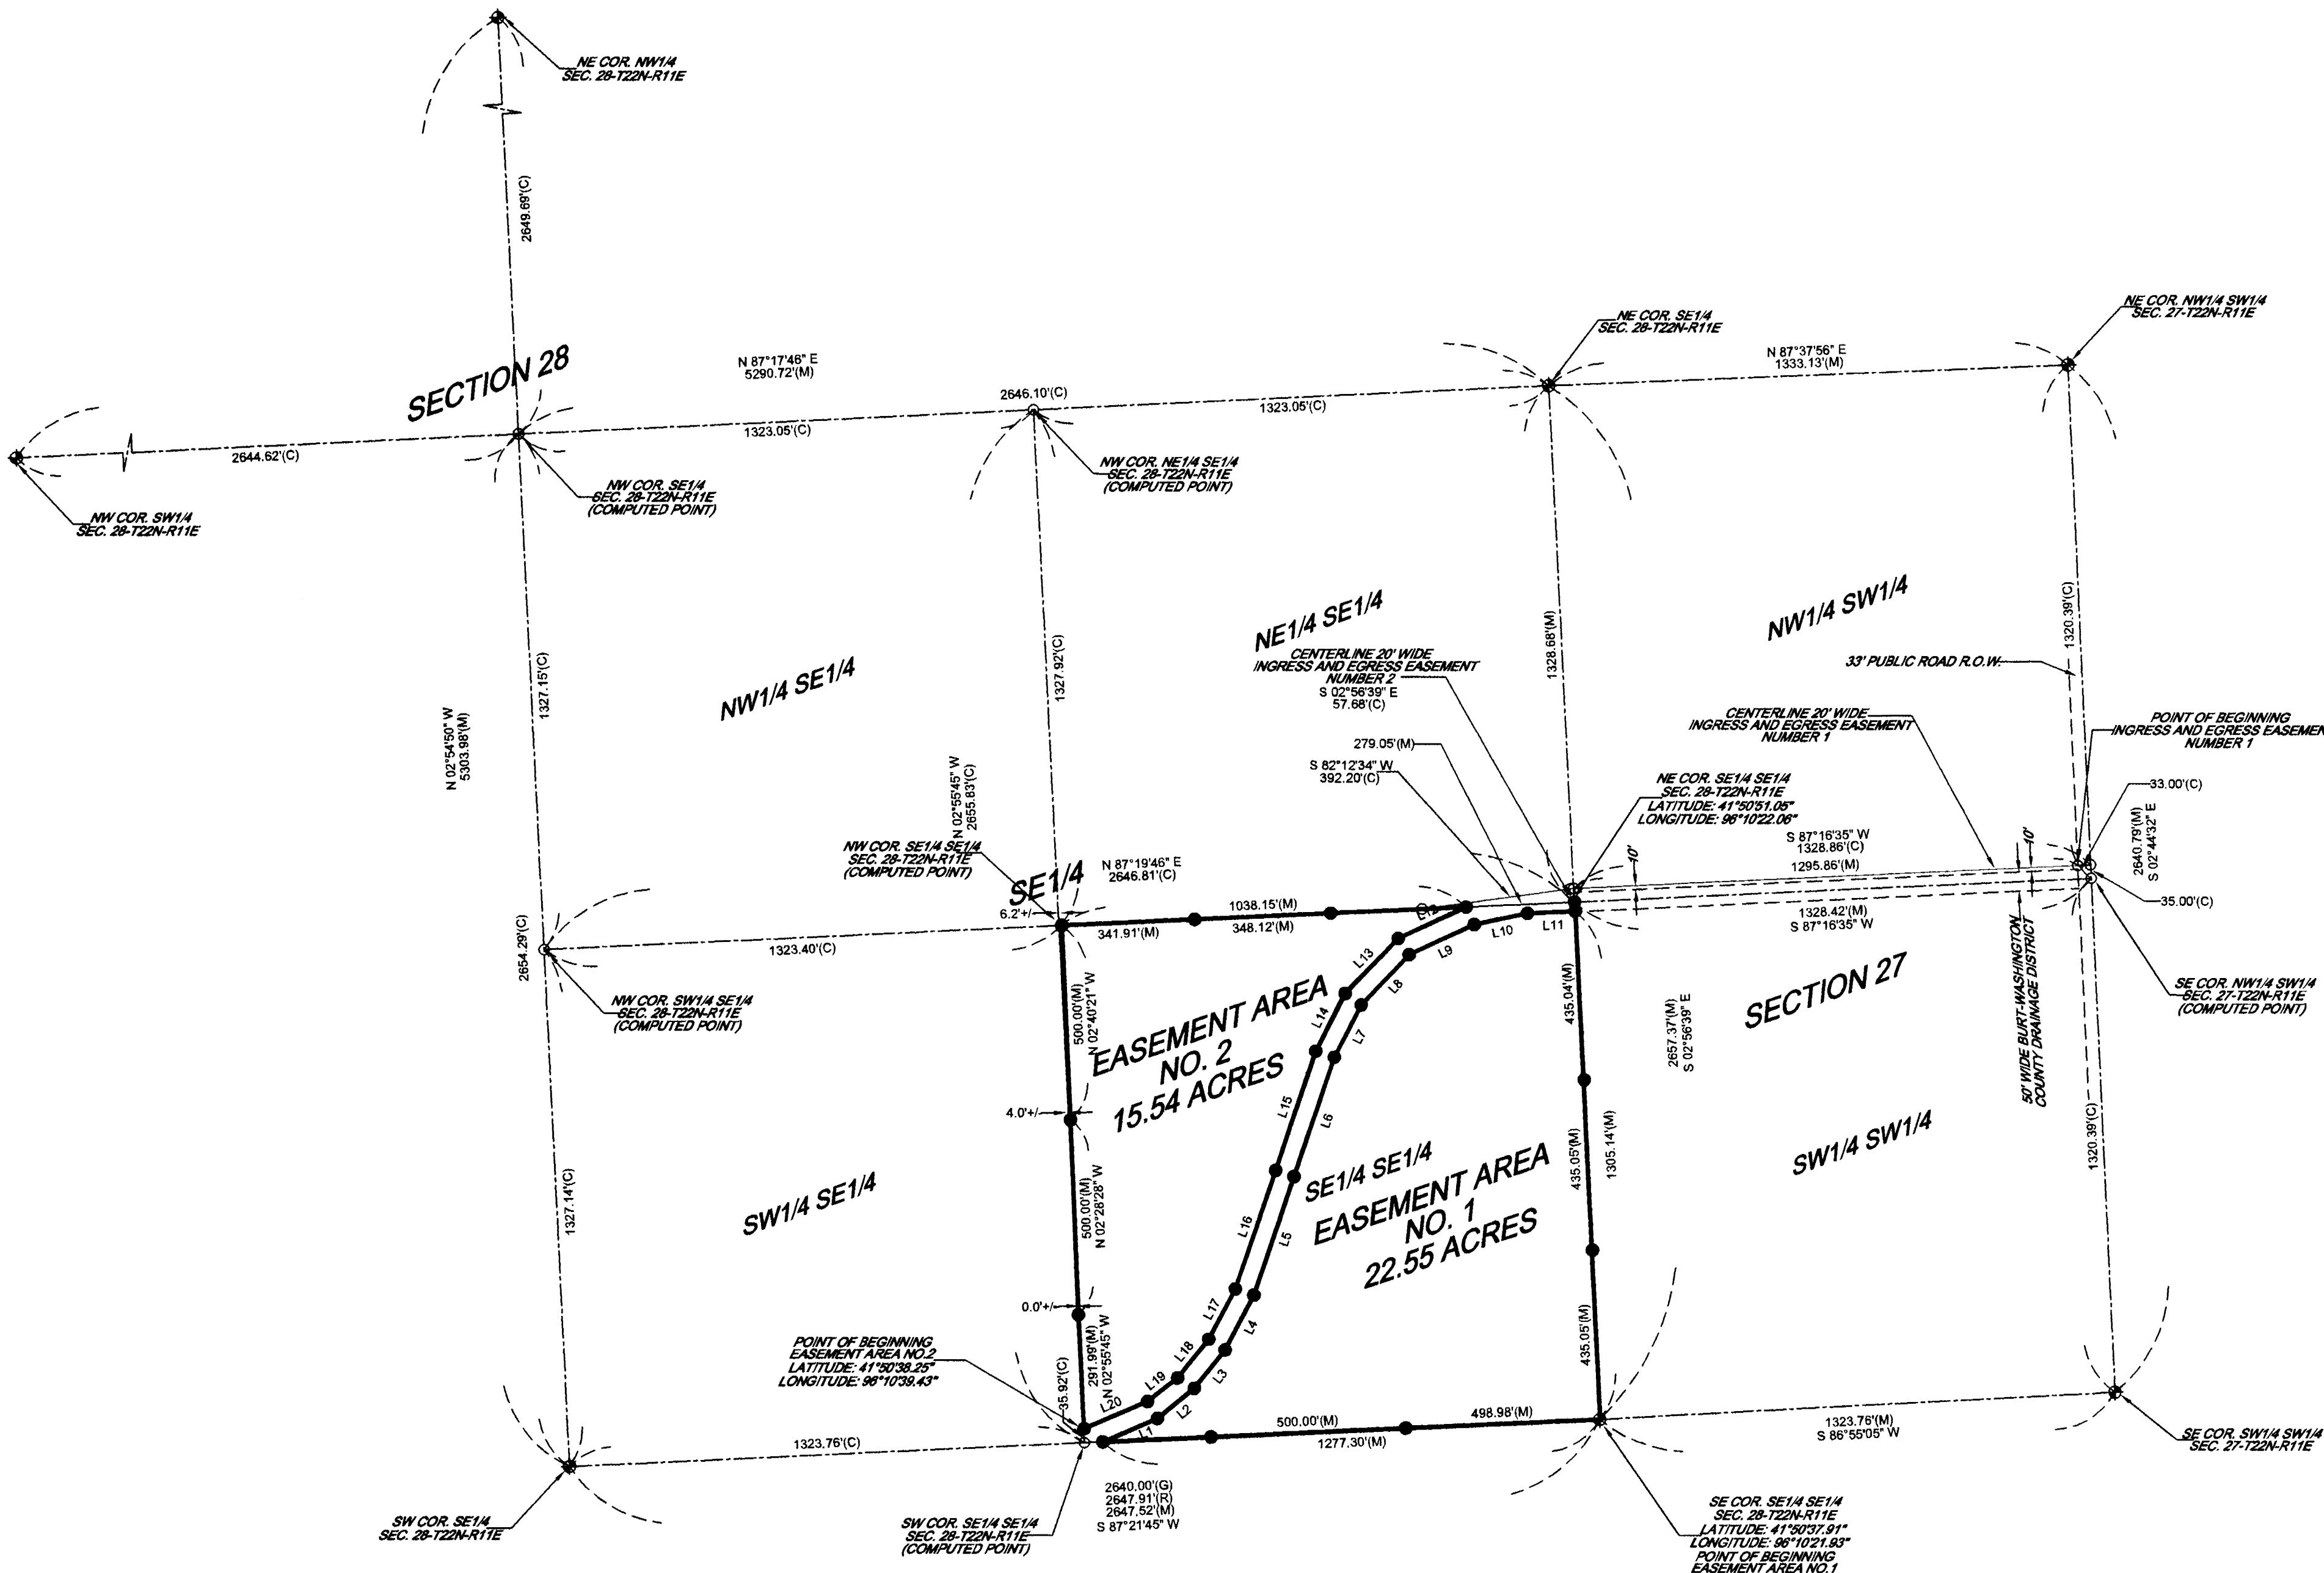 NE COR. NW1/4
SEC. 28-T22N-R11E
2649.69'(C)
SECTION 28
N 87°17'46" E
5290.72'(M)
2646.10'(C)
1323.05'(C)
1323.05'(C)
2644.62'(C)
NW COR. SW1/4
SEC. 28-T22N-R11E
NW COR. SE1/4
SEC. 28-T22N-R11E
(COMPUTED POINT)
NW COR. NE1/4 SE1/4
SEC. 28-T22N-R11E
(COMPUTED POINT)
NE COR. SE1/4
SEC. 28-T22N-R11E
N 87°37'56" E
1333.13'(M)
NE COR. NW1/4 SW1/4
SEC. 27-T22N-R11E
1327.15'(C)
N 02°54'50" W
5303.98'(M)
NW1/4 SE1/4
1327.92'(C)
N 02°55'45" W
2655.83'(C)
NE1/4 SE1/4
CENTERLINE 20' WIDE
INGRESS AND EGRESS EASEMENT
NUMBER 2
S 02°56'39" E
57.68'(C)
279.05'(M)
S 82°12'34" W
392.20'(C)
1328.68'(M)
NW1/4 SW1/4
1320.39'(C)
33' PUBLIC ROAD R.O.W.
CENTERLINE 20' WIDE
INGRESS AND EGRESS EASEMENT
NUMBER 1
POINT OF BEGINNING
INGRESS AND EGRESS EASEMEN
NUMBER 1
33.00'(C)
2640.79'(M)
S 02°44'32" E
35.00'(C)
NE COR. SE1/4 SE1/4
SEC. 28-T22N-R11E
LATITUDE: 41°50'51.05"
LONGITUDE: 96°10'22.06"
S 87°16'35" W
1328.86'(C)
1295.86'(M)
10'
10'
1328.42'(M)
S 87°16'35" W
NW COR. SE1/4 SE1/4
SEC. 28-T22N-R11E
(COMPUTED POINT)
SE1/4
N 87°19'46" E
2646.81'(C)
6.2'+/-
1038.15'(M)
341.91'(M)
348.12'(M)
L12
L11
L10
L9
L13
L8
L14
L7
L15
L6
L16
L5
L17
L4
L18
L3
L19
L2
L20
L1
2654.29'(C)
1323.40'(C)
NW COR. SW1/4 SE1/4
SEC. 28-T22N-R11E
(COMPUTED POINT)
500.00'(M)
N 02°40'21" W
EASEMENT AREA
NO. 2
15.54 ACRES
4.0'+/-
500.00'(M)
N 02°28'28" W
SE1/4 SE1/4
EASEMENT AREA
NO. 1
22.55 ACRES
435.04'(M)
435.05'(M)
1305.14'(M)
435.05'(M)
2657.37'(M)
S 02°56'39" E
SECTION 27
50' WIDE BURT-WASHINGTON
COUNTY DRAINAGE DISTRICT
SE COR. NW1/4 SW1/4
SEC. 27-T22N-R11E
(COMPUTED POINT)
SW1/4 SW1/4
1320.39'(C)
1327.14'(C)
SW1/4 SE1/4
0.0'+/-
291.99'(M)
N 02°55'45" W
35.92'(C)
POINT OF BEGINNING
EASEMENT AREA NO.2
LATITUDE: 41°50'38.25"
LONGITUDE: 96°10'39.43"
1323.76'(C)
500.00'(M)
498.98'(M)
1277.30'(M)
2640.00'(G)
2647.91'(R)
2647.52'(M)
S 87°21'45" W
1323.76'(M)
S 86°55'05" W
SE COR. SW1/4 SW1/4
SEC. 27-T22N-R11E
SW COR. SE1/4
SEC. 28-T22N-R11E
SW COR. SE1/4 SE1/4
SEC. 28-T22N-R11E
(COMPUTED POINT)
SE COR. SE1/4 SE1/4
SEC. 28-T22N-R11E
LATITUDE: 41°50'37.91"
LONGITUDE: 96°10'21.93"
POINT OF BEGINNING
EASEMENT AREA NO.1